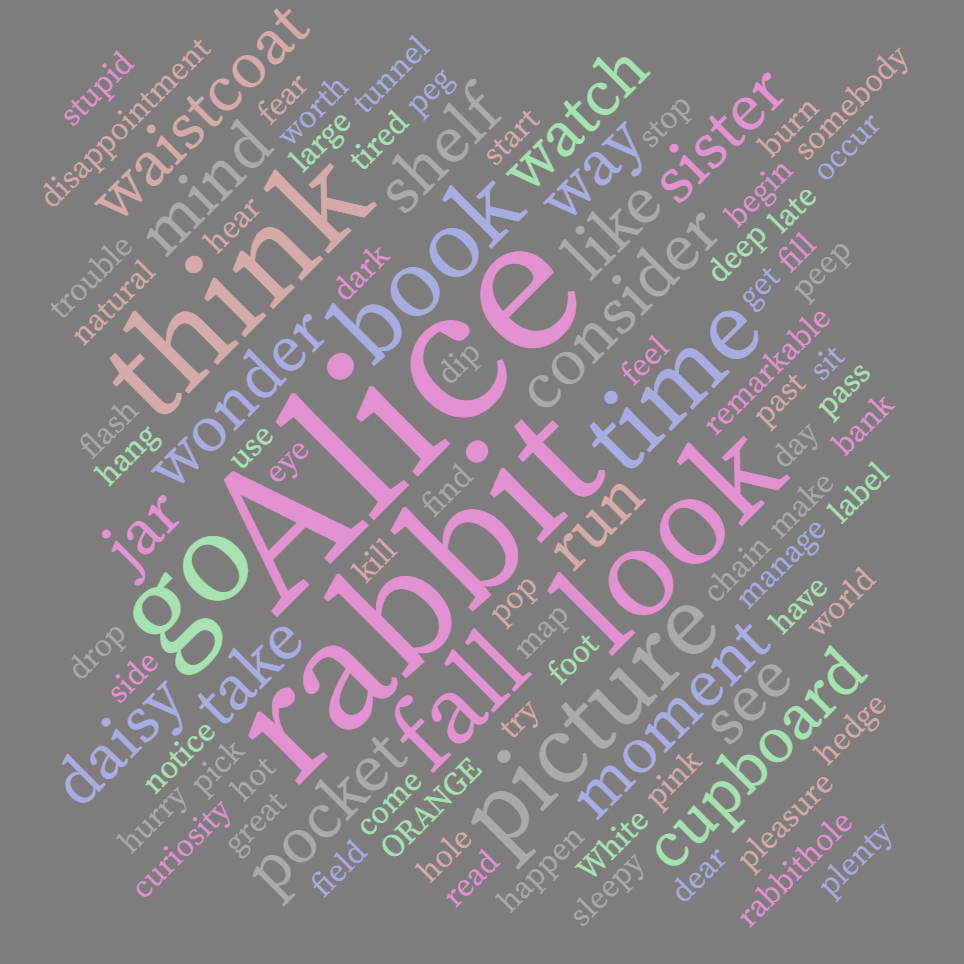 stupid
disappointment
waistcoat
fear
worth
tunnel
peg
large
tired
mind
shelf
start
watch
way
stop
sister
burn
somebody
occur
begin
late
deep
fill
get
peep
think
hear
trouble
natural
dark
book
like
consider
wonder
Alice
dip
feel
time
remarkable
sit
past
pass
bank
day
flash
hang
use
eye
find
rabbit
look
run
make
label
chain
manage
jar
go
kill
pop
map
foot
have
world
drop
side
take
daisy
fall
try
picture
moment
see
cupboard
hedge
notice
pick
hurry
hot
great
curiosity
pocket
come
ORANGE
field
hole
read
happen
White
pink
sleepy
dear
pleasure
rabbithole
plenty